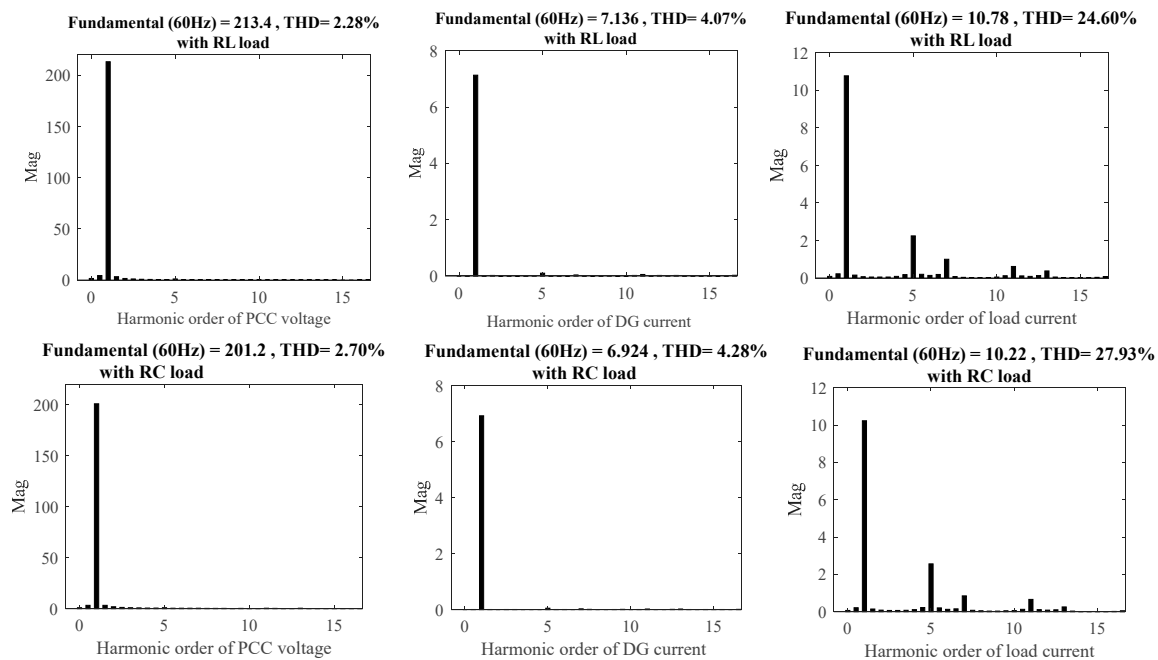 Fundamental (60Hz) = 213.4 , THD= 2.28%
with RL load
200
150
100
50
0
Mag
0 5 10 15
Harmonic order of PCC voltage
Fundamental (60Hz) = 7.136 , THD= 4.07%
with RL load
8
6
4
2
0
Mag
0 5 10 15
Harmonic order of DG current
Fundamental (60Hz) = 10.78 , THD= 24.60%
with RL load
12
10
8
6
4
2
0
Mag
0 5 10 15
Harmonic order of load current
Fundamental (60Hz) = 201.2 , THD= 2.70%
with RC load
200
150
100
50
0
Mag
0 5 10 15
Harmonic order of PCC voltage
Fundamental (60Hz) = 6.924 , THD= 4.28%
with RC load
8
6
4
2
0
Mag
0 5 10 15
Harmonic order of DG current
Fundamental (60Hz) = 10.22 , THD= 27.93%
with RC load
12
10
8
6
4
2
0
Mag
0 5 10 15
Harmonic order of load current